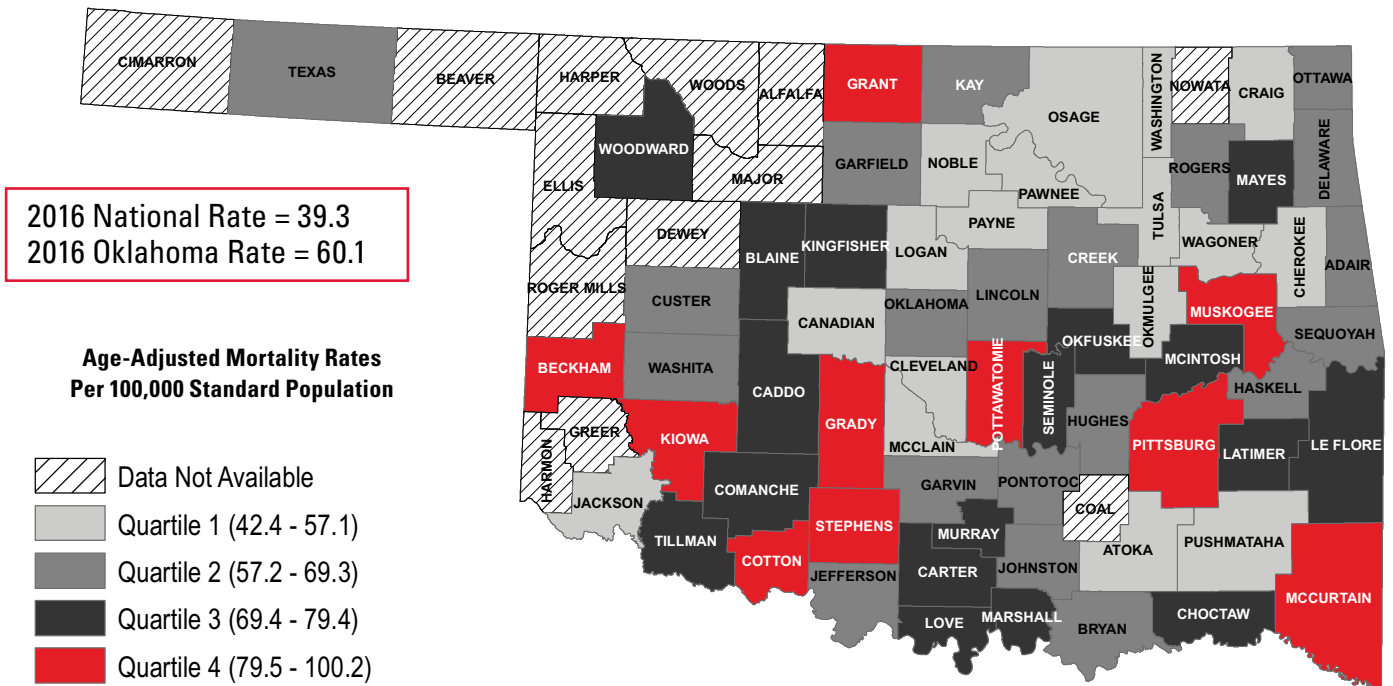 CIMARRON
TEXAS
BEAVER
HARPER
WOODS
ALFALFA
GRANT
KAY
OSAGE
WASHINGTON
NOWATA
CRAIG
OTTAWA
WOODWARD
ELLIS
MAJOR
GARFIELD
NOBLE
PAWNEE
ROGERS
MAYES
DELAWARE
2016 National Rate = 39.3
2016 Oklahoma Rate = 60.1
DEWEY
BLAINE
KINGFISHER
LOGAN
PAYNE
TULSA
WAGONER
CHEROKEE
ADAIR
CREEK
ROGER MILLS
CUSTER
OKLAHOMA
LINCOLN
OKMULGEE
MUSKOGEE
CANADIAN
SEQUOYAH
Age-Adjusted Mortality Rates
Per 100,000 Standard Population
BECKHAM
WASHITA
CADDO
CLEVELAND
POTTAWATOMIE
SEMINOLE
OKFUSKEE
MCINTOSH
HASKELL
HARMON
GREER
KIOWA
GRADY
MCCLAIN
HUGHES
PITTSBURG
LATIMER
LE FLORE
JACKSON
COMANCHE
GARVIN
PONTOTOC
COAL
TILLMAN
COTTON
STEPHENS
MURRAY
ATOKA
PUSHMATAHA
JEFFERSON
CARTER
JOHNSTON
MCCURTAIN
LOVE
MARSHALL
BRYAN
CHOCTAW
Data Not Available
Quartile 1 (42.4 - 57.1)
Quartile 2 (57.2 - 69.3)
Quartile 3 (69.4 - 79.4)
Quartile 4 (79.5 - 100.2)